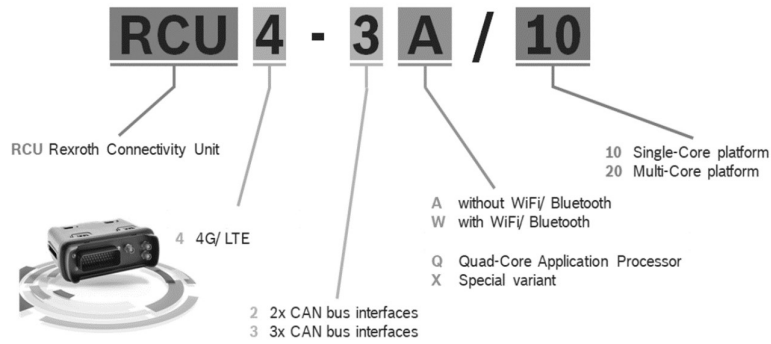 RCU 4 - 3 A / 10
RCU Rexroth Connectivity Unit
10 Single-Core platform
20 Multi-Core platform
A without WiFi/ Bluetooth
W with WiFi/ Bluetooth
4 4G/ LTE
Q Quad-Core Application Processor
X Special variant
2 2x CAN bus interfaces
3 3x CAN bus interfaces